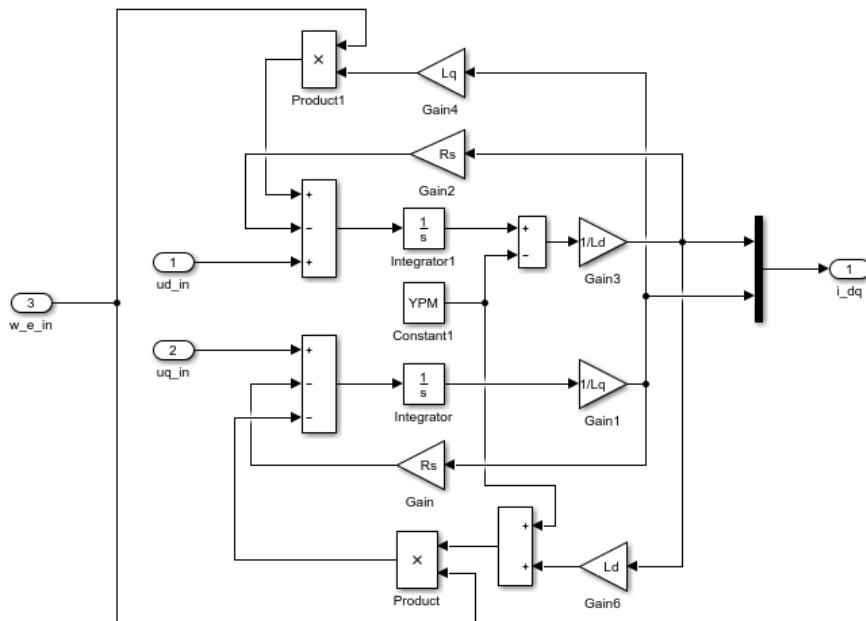 ×
Product1
Lq
Gain4
Rs
Gain2
+
−
+
1
ud_in
1
s
Integrator1
+
−
1/Ld
Gain3
1
i_dq
3
w_e_in
YPM
Constant1
2
uq_in
+
−
−
1
s
Integrator
1/Lq
Gain1
Rs
Gain
+
+
×
Product
Ld
Gain6